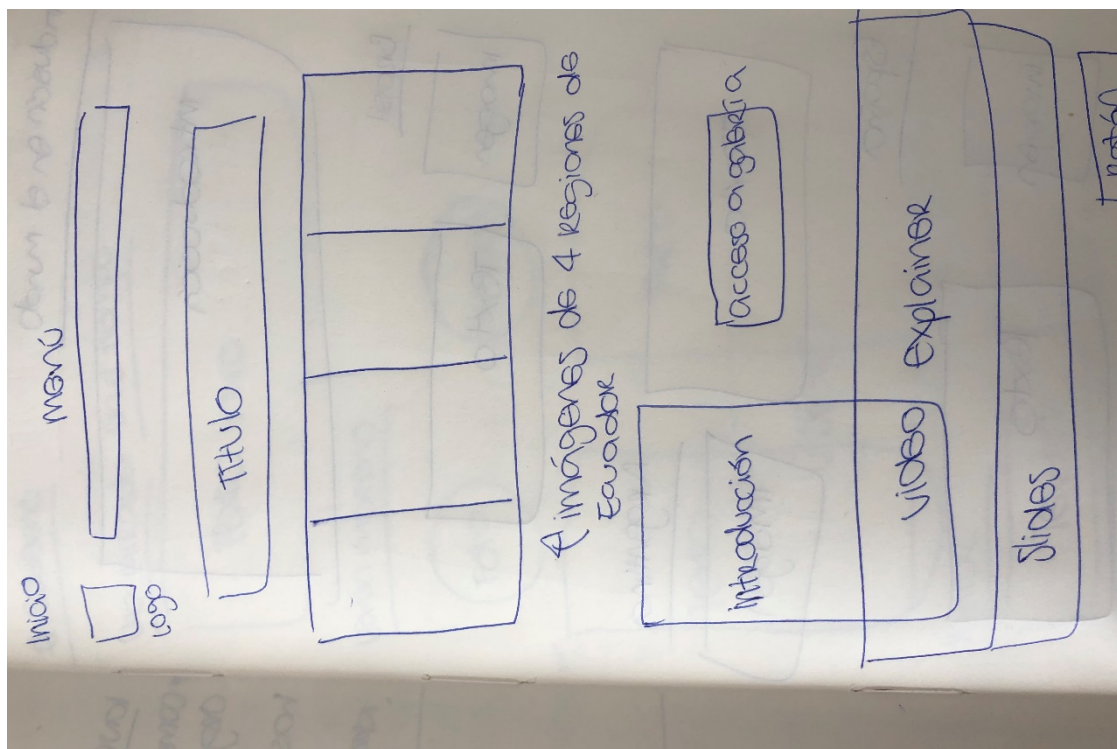 Inicio
menú
Logo
TÍTULO
4 imágenes de 4 Regiones de
Ecuador
introducción
acceso a galería
video explainer
Slides